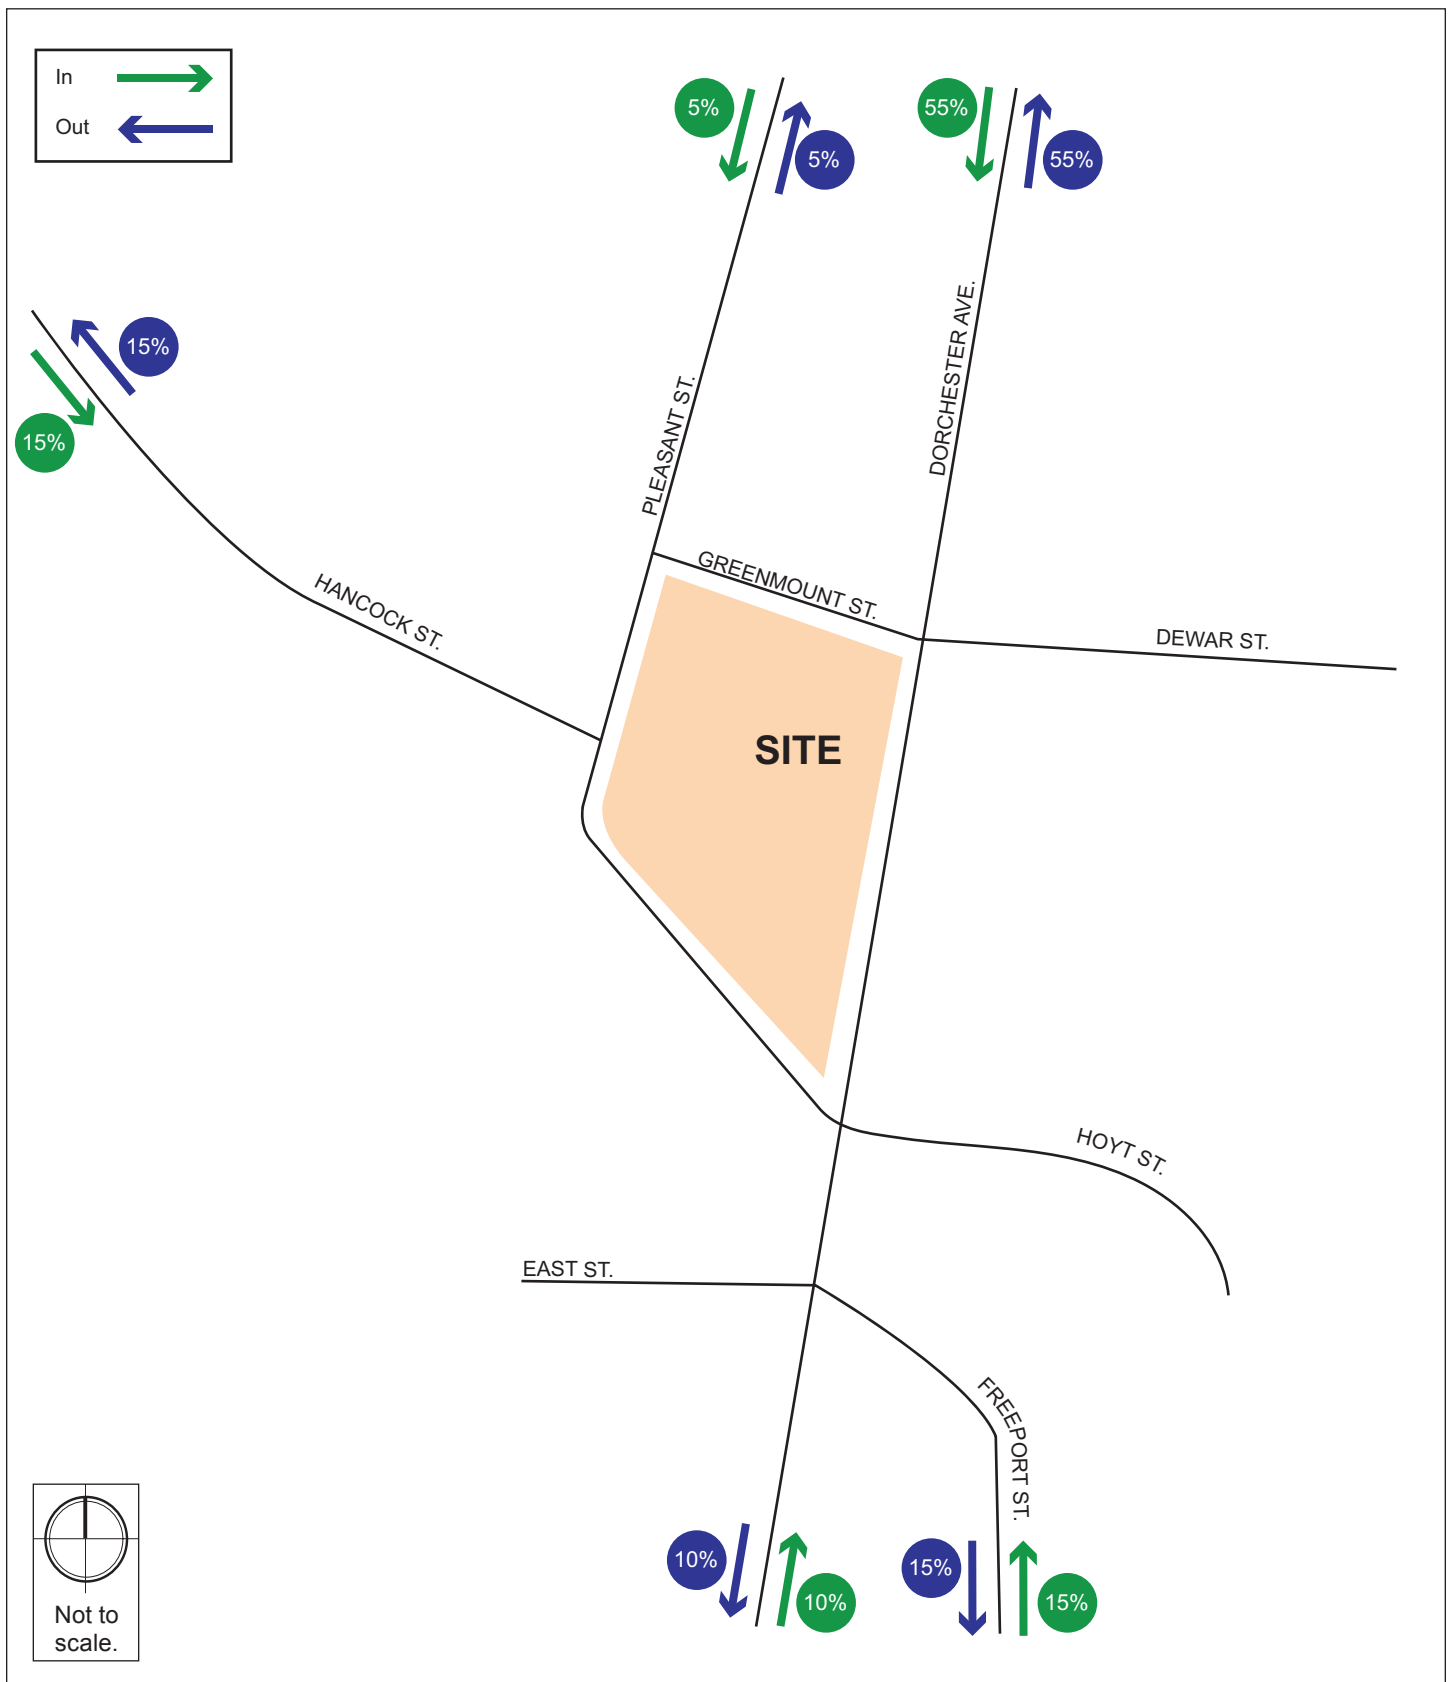 In
Out
5%
5%
55%
55%
15%
15%
PLEASANT ST.
DORCHESTER AVE.
HANCOCK ST.
GREENMOUNT ST.
DEWAR ST.
SITE
HOYT ST.
EAST ST.
FREEPORT ST.
10%
10%
15%
15%
Not to
scale.